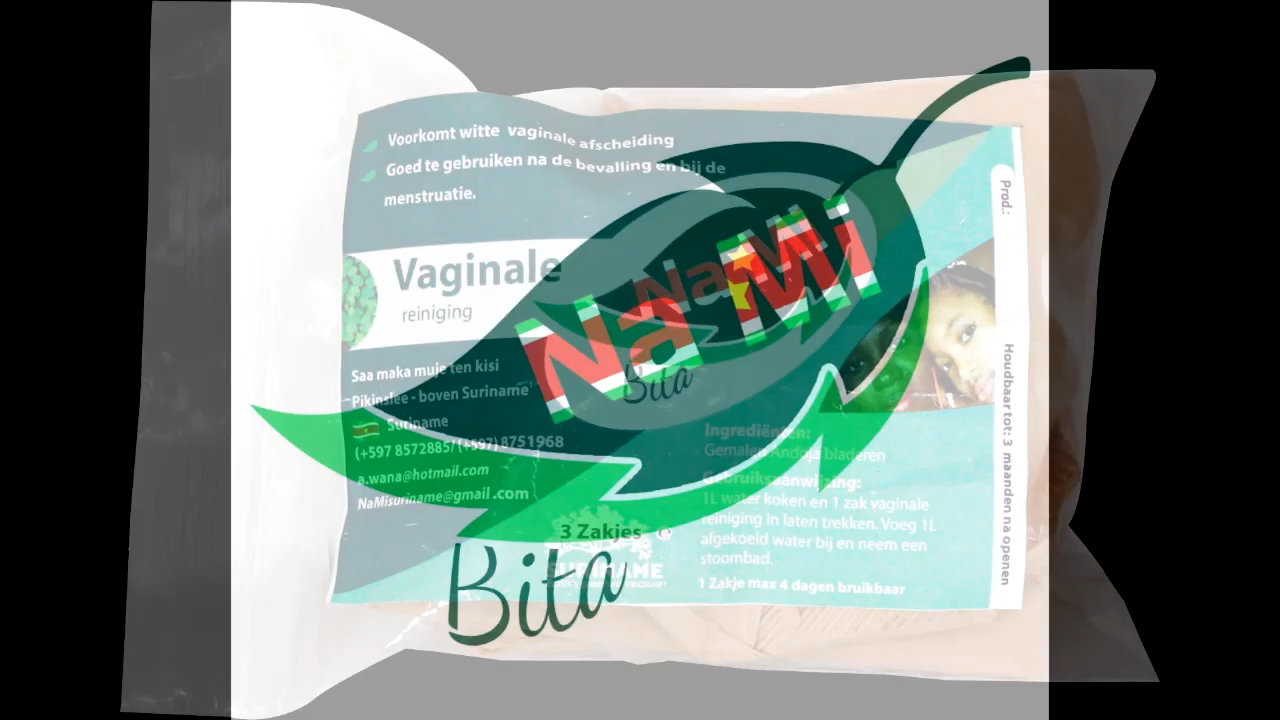 Voorkomt witte vaginale afscheiding
Goed te gebruiken na de bevalling en bij de
menstruatie.
Vaginale
reiniging
Na Mi
Na Mi
Bita
Saa maka muje ten kisi
Pikinslee - boven Suriname
Suriname
(+597 8572885/ (+597) 8751968
a.wana@hotmail.com
NaMisuriname@gmail.com
3 Zakjes e
SURINAME
Bita
Ingrediënten:
Gemalen Andoja bladeren
Gebruiksaanwijzing:
1L water koken en 1 zak vaginale
reiniging in laten trekken. Voeg 1L
afgekoeld water bij en neem een
stoombad.
1 Zakje max 4 dagen bruikbaar
Prod.:
Houdbaar tot: 3 maanden na openen